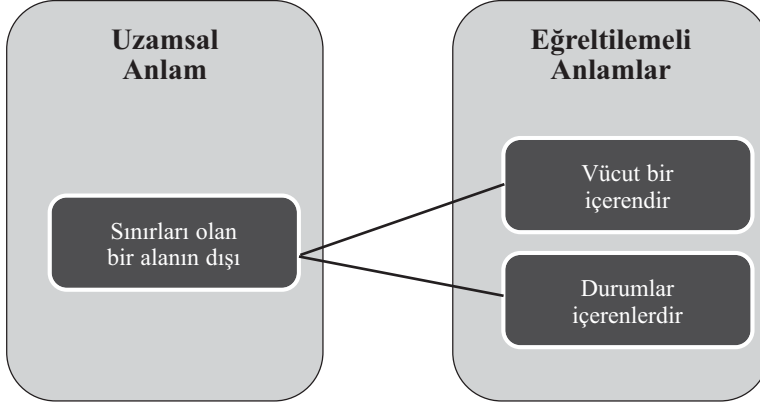 Uzamsal
Anlam
Sınırları olan
bir alanın dışı
Eğreltilemeli
Anlamlar
Vücut bir
içerendir
Durumlar
içerenlerdir